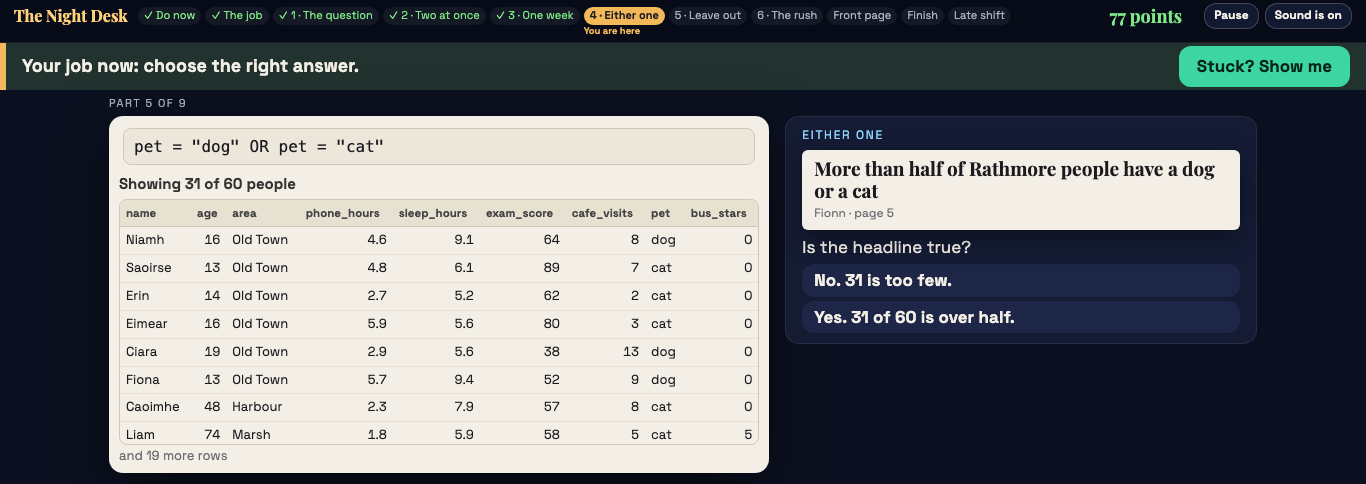 The Night Desk
✓ Do now
✓ The job
✓ 1 · The question
✓ 2 · Two at once
✓ 3 · One week
4 · Either one
5 · Leave out
6 · The rush
Front page
Finish
Late shift
You are here
77 points
Pause
Sound is on
Your job now: choose the right answer.
Stuck? Show me
PART 5 OF 9
pet = "dog" OR pet = "cat"
Showing 31 of 60 people
name age area phone_hours sleep_hours exam_score cafe_visits pet bus_stars
Niamh 16 Old Town 4.6 9.1 64 8 dog 0
Saoirse 13 Old Town 4.8 6.1 89 7 cat 0
Erin 14 Old Town 2.7 5.2 62 2 cat 0
Eimear 16 Old Town 5.9 5.6 80 3 cat 0
Ciara 19 Old Town 2.9 5.6 38 13 dog 0
Fiona 13 Old Town 5.7 9.4 52 9 dog 0
Caoimhe 48 Harbour 2.3 7.9 57 8 cat 0
Liam 74 Marsh 1.8 5.9 58 5 cat 5
and 19 more rows
EITHER ONE
More than half of Rathmore people have a dog
or a cat
Fionn · page 5
Is the headline true?
No. 31 is too few.
Yes. 31 of 60 is over half.